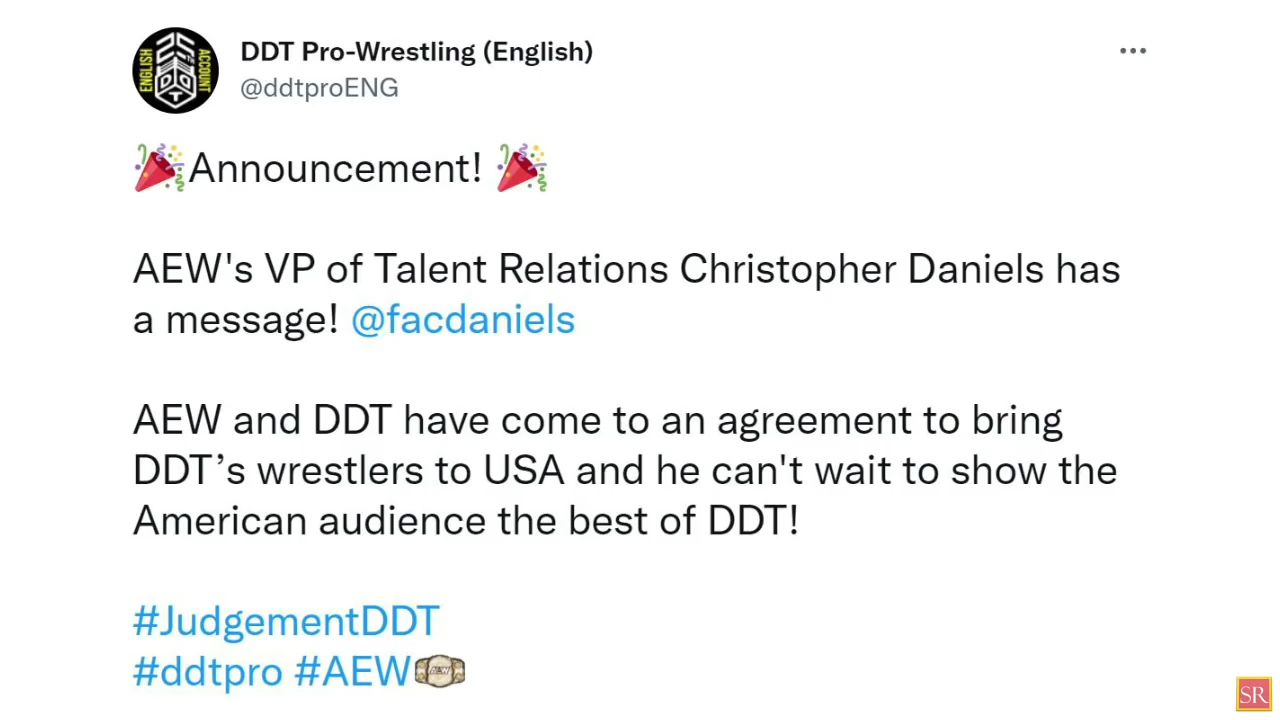 DDT Pro-Wrestling (English)
@ddtproENG
ENGLISH
ACCOUNT
🎉Announcement! 🎉
AEW's VP of Talent Relations Christopher Daniels has
a message! @facdaniels
AEW and DDT have come to an agreement to bring
DDT’s wrestlers to USA and he can't wait to show the
American audience the best of DDT!
#JudgementDDT
#ddtpro #AEW
SR